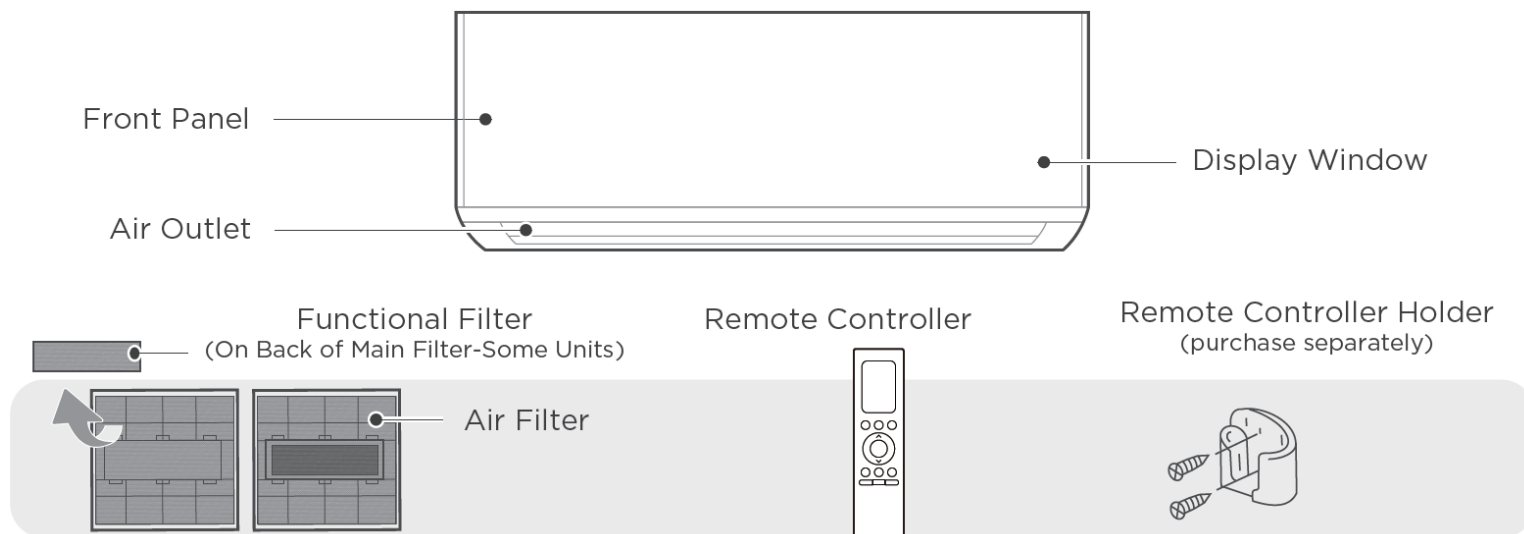 Front Panel
Display Window
Air Outlet
Functional Filter
(On Back of Main Filter-Some Units)
Remote Controller
Remote Controller Holder
(purchase separately)
Air Filter